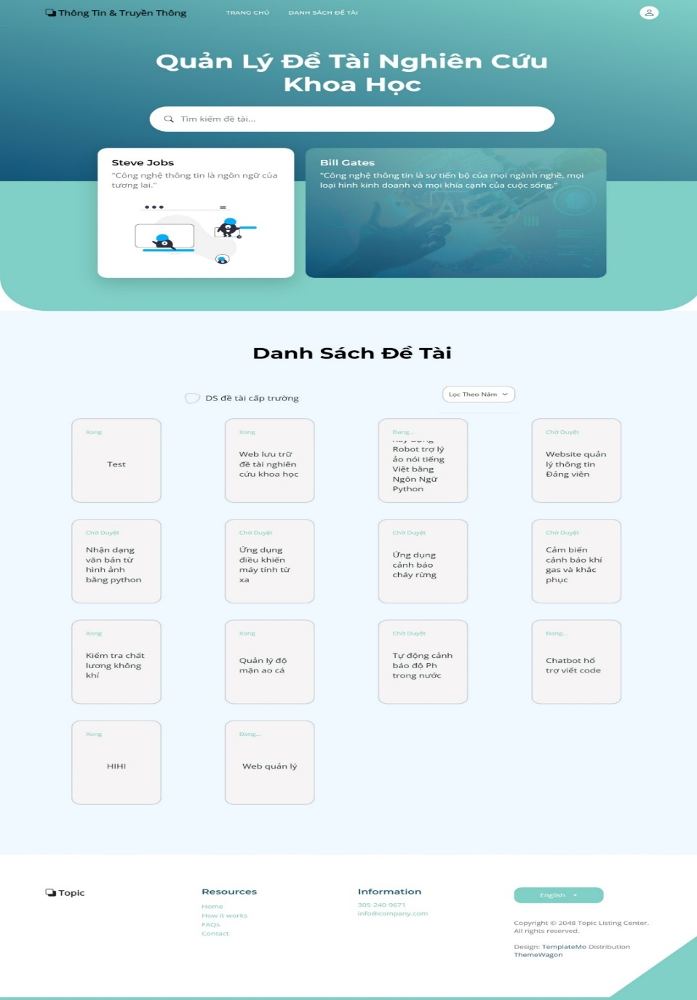 Thông Tin & Truyền Thông
TRANG CHỦ
DANH SÁCH ĐỀ TÀI
Quản Lý Đề Tài Nghiên Cứu
Khoa Học
Tìm kiếm đề tài...
Steve Jobs
"Công nghệ thông tin là ngôn ngữ của
tương lai."
Bill Gates
"Công nghệ thông tin là sự tiến bộ của mọi ngành nghề, mọi
loại hình kinh doanh và mọi khía cạnh của cuộc sống."
Danh Sách Đề Tài
DS đề tài cấp trường
Lọc Theo Năm
Xong
Test
Xong
Web lưu trữ
đề tài nghiên
cứu khoa học
Đang...
Robot trợ lý
ảo nói tiếng
Việt bằng
Ngôn Ngữ
Python
Chờ Duyệt
Website quản
lý thông tin
Đảng viên
Chờ Duyệt
Nhận dạng
văn bản từ
hình ảnh
bằng python
Chờ Duyệt
Ứng dụng
điều khiển
máy tính từ
xa
Chờ Duyệt
Ứng dụng
cảnh báo
cháy rừng
Chờ Duyệt
Cảm biến
cảnh báo khí
gas và khắc
phục
Xong
Kiểm tra chất
lượng không
khí
Xong
Quản lý độ
mặn ao cá
Chờ Duyệt
Tự động cảnh
báo độ Ph
trong nước
Đang...
Chatbot hổ
trợ viết code
Xong
HIHI
Đang...
Web quản lý
Topic
Resources
Home
How it works
FAQs
Contact
Information
305-240-9671
info@company.com
English
Copyright © 2048 Topic Listing Center.
All rights reserved.
Design: TemplateMo Distribution
ThemeWagon